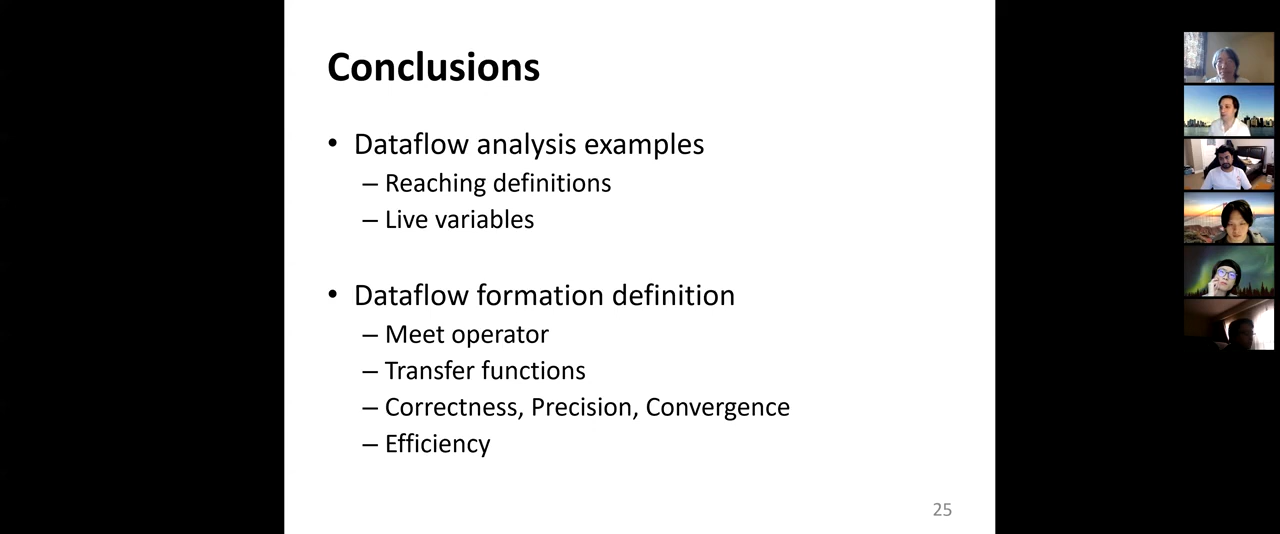 Conclusions
• Dataflow analysis examples
– Reaching definitions
– Live variables
• Dataflow formation definition
– Meet operator
– Transfer functions
– Correctness, Precision, Convergence
– Efficiency
25